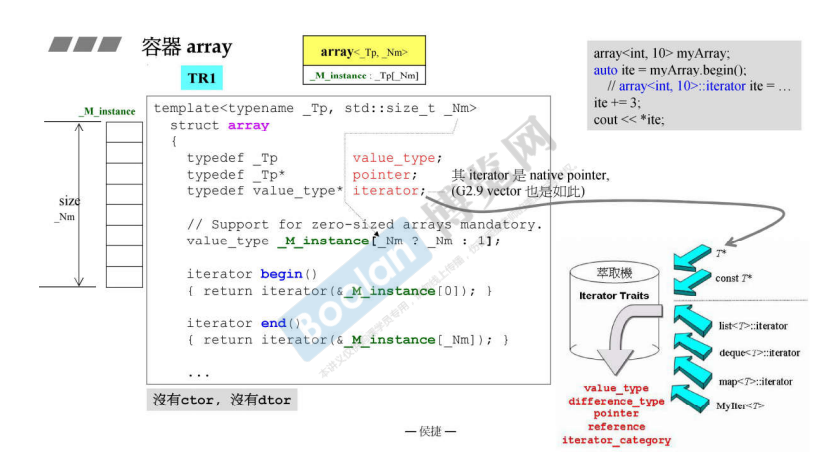 容器 array
array<_Tp, _Nm>
_M_instance : _Tp[_Nm]
TR1
array<int, 10> myArray;
auto ite = myArray.begin();
// array<int, 10>::iterator ite = …
ite += 3;
cout << *ite;
_M_instance
size
_Nm
template<typename _Tp, std::size_t _Nm>
struct array
{
typedef _Tp value_type;
typedef _Tp* pointer;
typedef value_type* iterator;
其 iterator 是 native pointer,
(G2.9 vector 也是如此)
// Support for zero-sized arrays mandatory.
value_type _M_instance[_Nm ? _Nm : 1];
iterator begin()
{ return iterator(&_M_instance[0]); }
iterator end()
{ return iterator(&_M_instance[_Nm]); }
...
沒有ctor, 沒有dtor
萃取機
Iterator Traits
T*
const T*
list<T>::iterator
deque<T>::iterator
map<T>::iterator
MyIter<T>
value_type
difference_type
pointer
reference
iterator_category
Boolan
博览网
— 侯捷 —